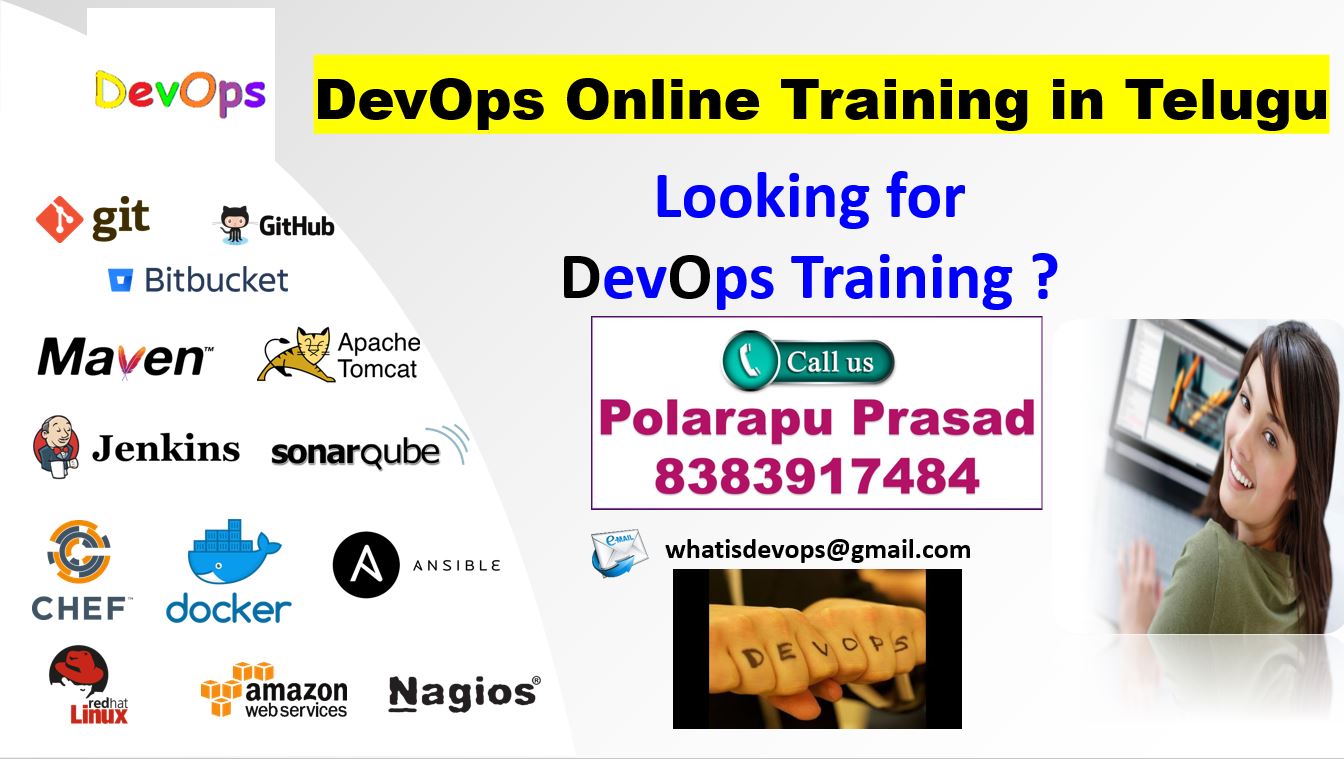 DevOps
DevOps Online Training in Telugu
Looking for
DevOps Training ?
git
GitHub
Bitbucket
Maven™
Apache
Tomcat
Jenkins
sonarqube
CHEF™
docker
ANSIBLE
redhat
Linux
amazon
web services
Nagios®
Call us
Polarapu Prasad
8383917484
E-MAIL
whatisdevops@gmail.com
DEVOPS